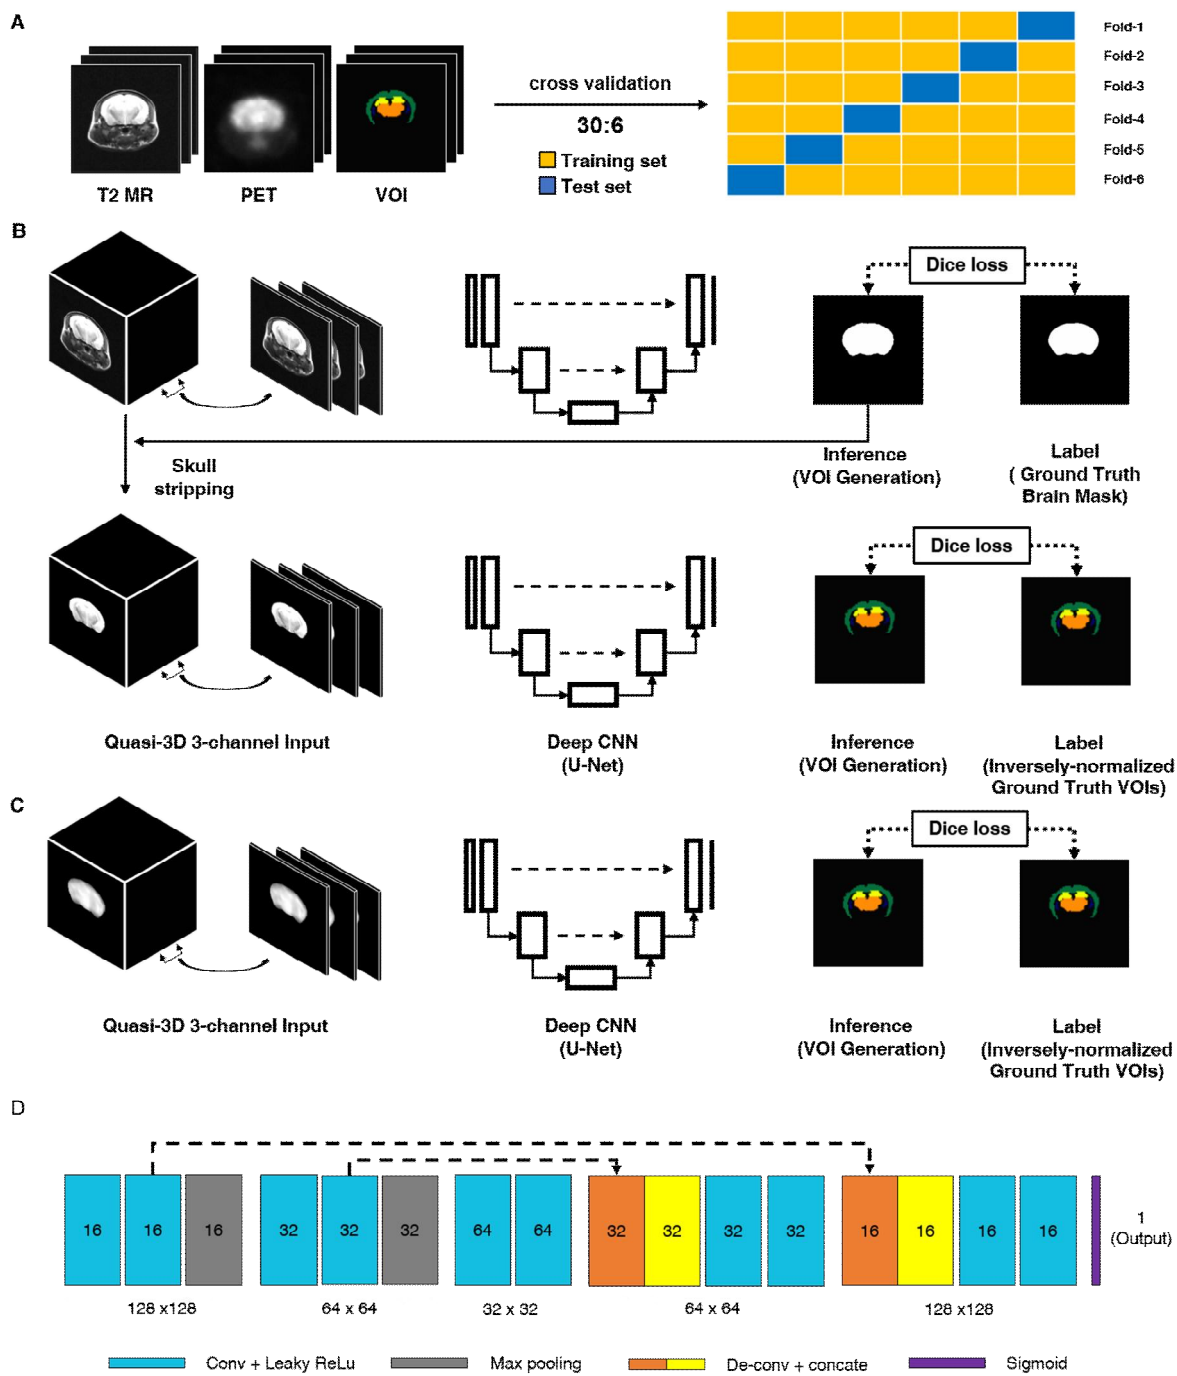 A
T2 MR
PET
VOI
cross validation
30:6
Training set
Test set
Fold-1
Fold-2
Fold-3
Fold-4
Fold-5
Fold-6
B
Dice loss
Skull
stripping
Inference
(VOI Generation)
Label
( Ground Truth
Brain Mask)
Dice loss
Quasi-3D 3-channel Input
Deep CNN
(U-Net)
Inference
(VOI Generation)
Label
(Inversely-normalized
Ground Truth VOIs)
C
Dice loss
Quasi-3D 3-channel Input
Deep CNN
(U-Net)
Inference
(VOI Generation)
Label
(Inversely-normalized
Ground Truth VOIs)
D
16 16 16 32 32 32 64 64 32 32 32 32 16 16 16 16
1
(Output)
128 x128 64 x 64 32 x 32 64 x 64 128 x128
Conv + Leaky ReLu Max pooling De-conv + concate Sigmoid